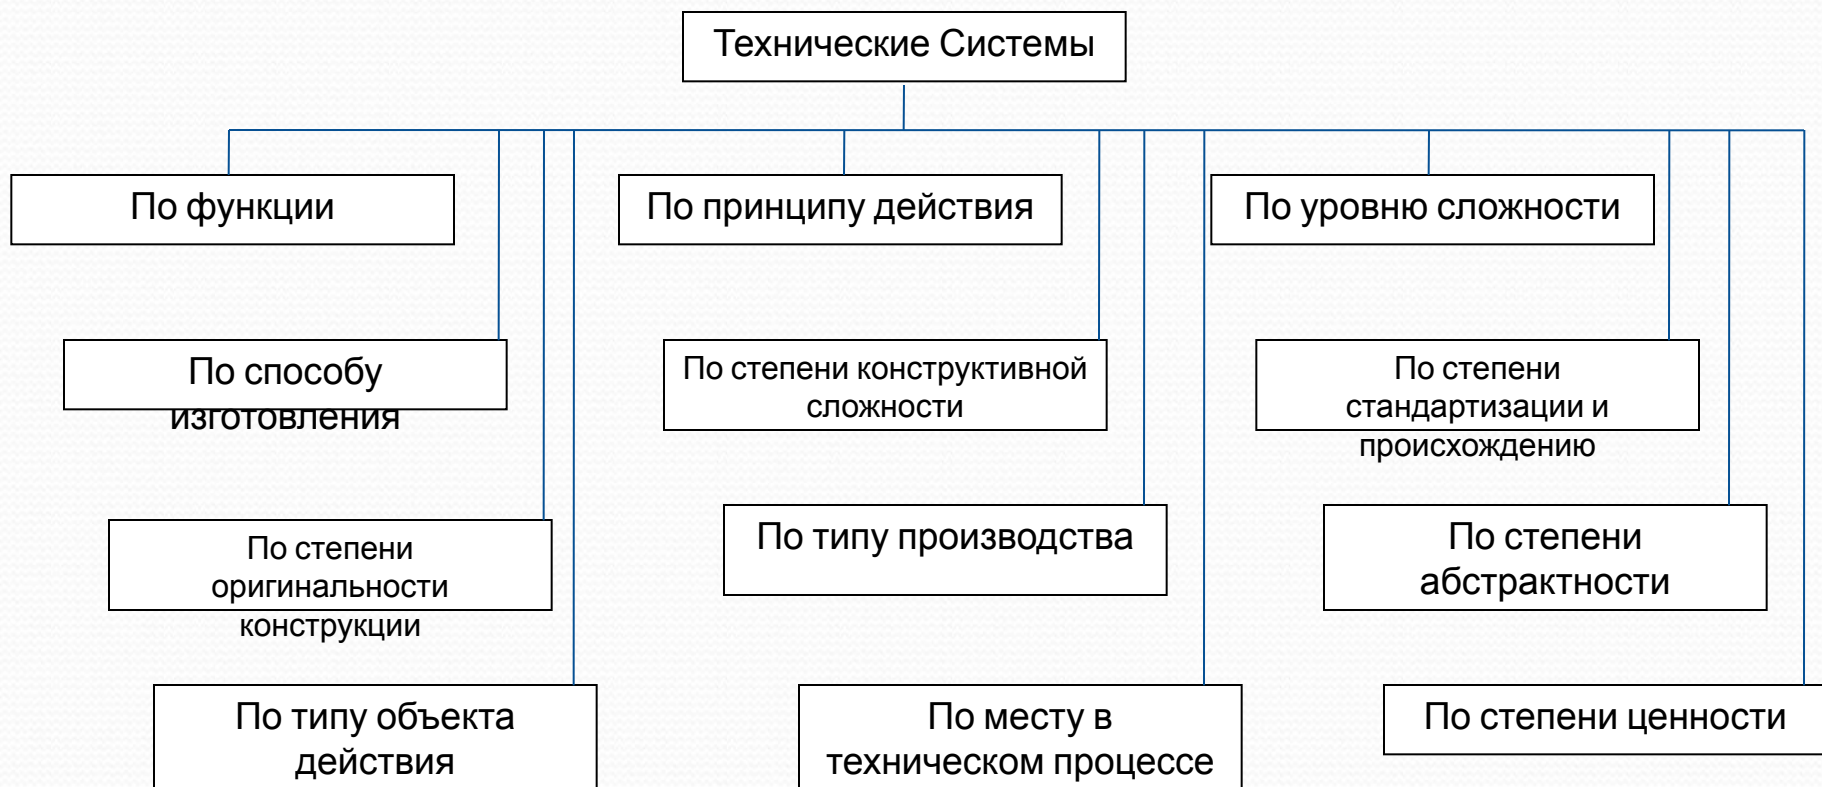 Технические Системы
По функции
По принципу действия
По уровню сложности
По способу
изготовления
По степени конструктивной
сложности
По степени
стандартизации и
происхождению
По степени
оригинальности
конструкции
По типу производства
По степени
абстрактности
По типу объекта
действия
По месту в
техническом процессе
По степени ценности